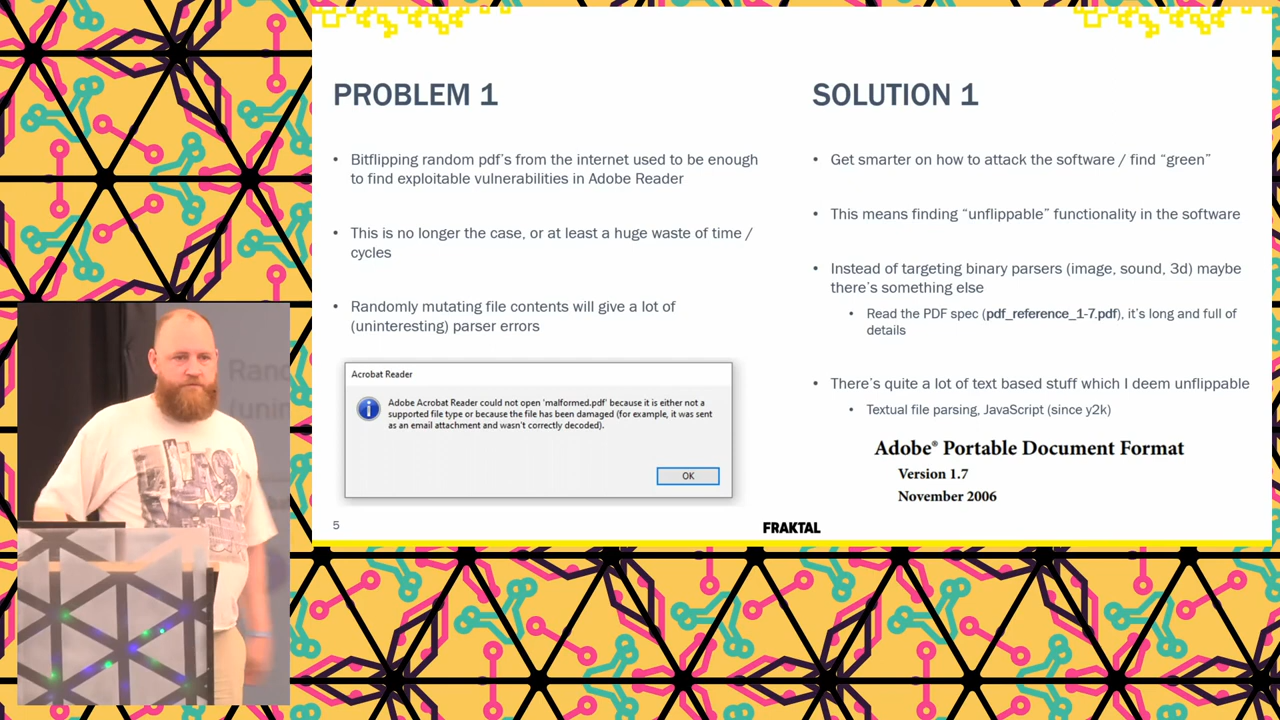 PROBLEM 1
• Bitflipping random pdf's from the internet used to be enough
to find exploitable vulnerabilities in Adobe Reader
• This is no longer the case, or at least a huge waste of time /
cycles
• Randomly mutating file contents will give a lot of
(uninteresting) parser errors
Acrobat Reader
Adobe Acrobat Reader could not open 'malformed.pdf' because it is either not a
supported file type or because the file has been damaged (for example, it was sent
as an email attachment and wasn't correctly decoded).
OK
5
SOLUTION 1
• Get smarter on how to attack the software / find “green”
• This means finding “unflippable” functionality in the software
• Instead of targeting binary parsers (image, sound, 3d) maybe
there's something else
• Read the PDF spec (pdf_reference_1-7.pdf), it's long and full of
details
• There's quite a lot of text based stuff which I deem unflippable
• Textual file parsing, JavaScript (since y2k)
Adobe® Portable Document Format
Version 1.7
November 2006
FRAKTAL